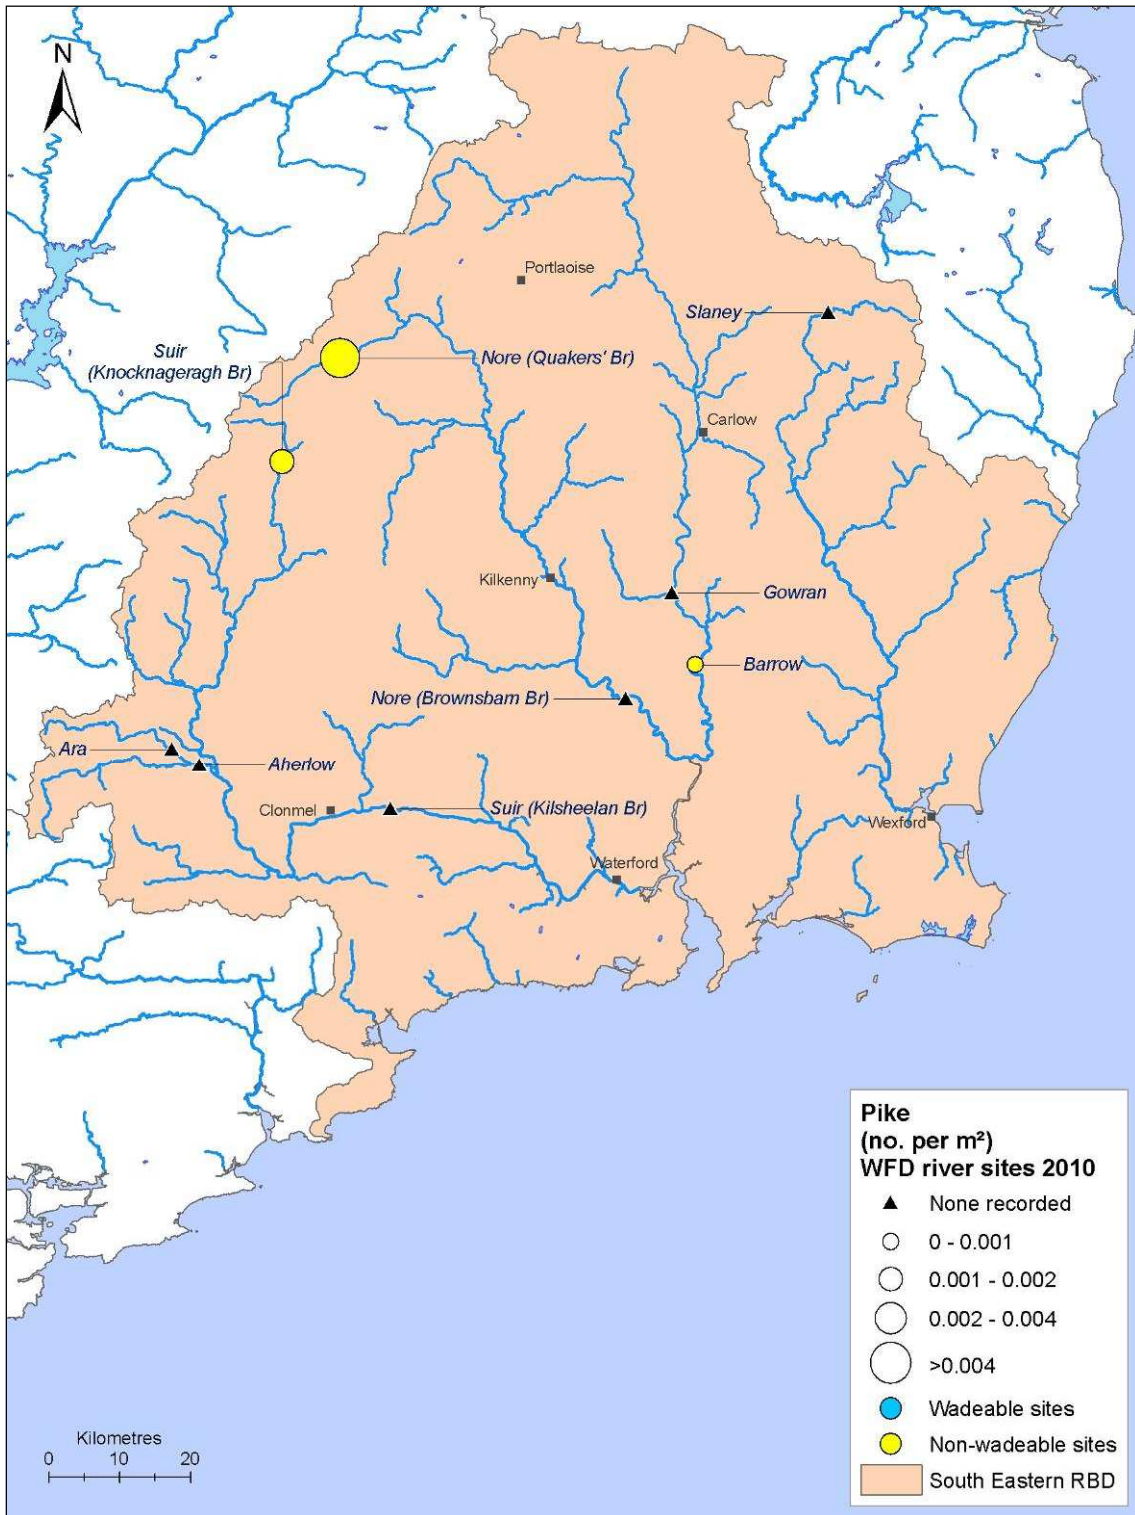 N
Portlaoise
Slaney
Suir
(Knocknageragh Br)
Nore (Quakers' Br)
Carlow
Kilkenny
Gowran
Barrow
Nore (Brownsbarn Br)
Ara
Aherlow
Clonmel
Suir (Kilsheelan Br)
Wexford
Waterford
Pike
(no. per m²)
WFD river sites 2010
None recorded
0 - 0.001
0.001 - 0.002
0.002 - 0.004
>0.004
Wadeable sites
Non-wadeable sites
South Eastern RBD
Kilometres
0 10 20